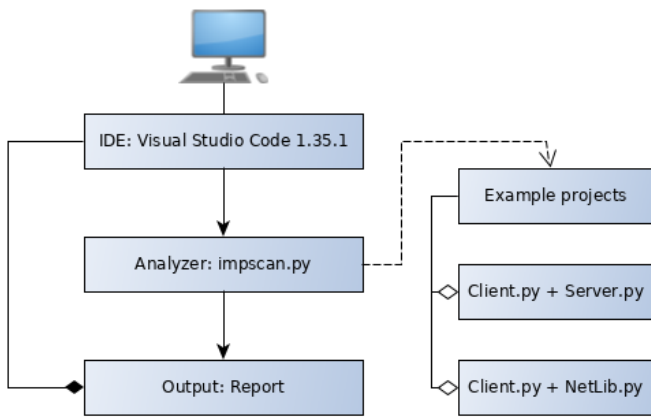 IDE: Visual Studio Code 1.35.1
Example projects
Analyzer: impscan.py
Client.py + Server.py
Output: Report
Client.py + NetLib.py